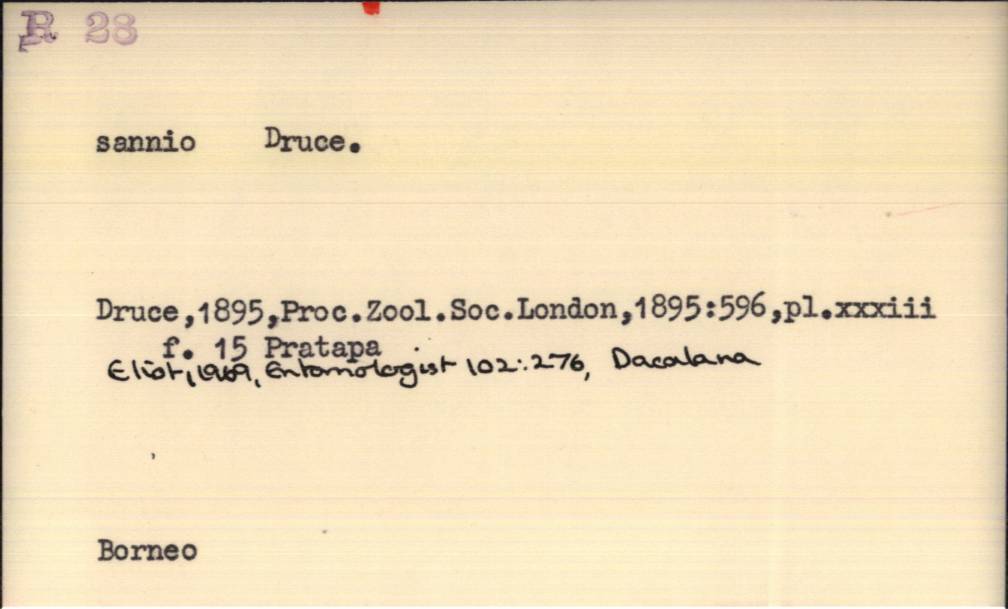 R 28
sannio Druce.
Druce,1895,Proc.Zool.Soc.London,1895:596,pl.xxxiii
f. 15 Pratapa
Eliot, 1969, Entomologist 102:276, Dacalana
Borneo